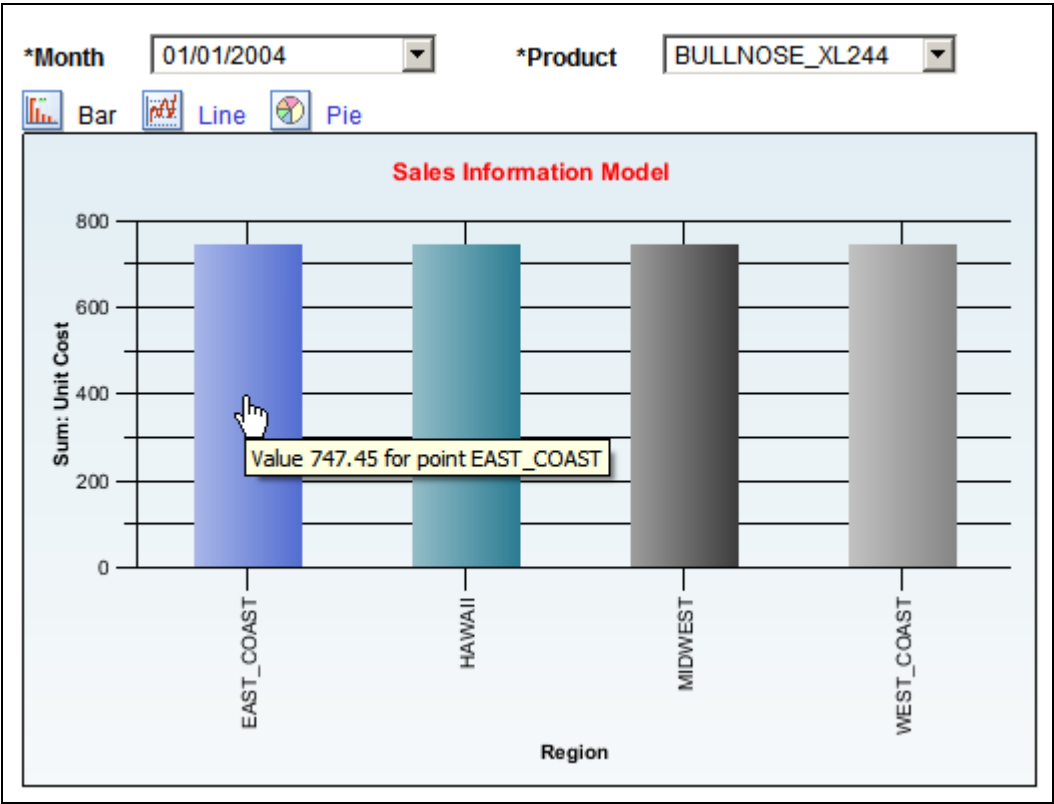 *Month 01/01/2004 *Product BULLNOSE_XL244
Bar Line Pie
Sales Information Model
800
600
400
200
0
Sum: Unit Cost
Value 747.45 for point EAST_COAST
EAST_COAST
HAWAII
MIDWEST
WEST_COAST
Region